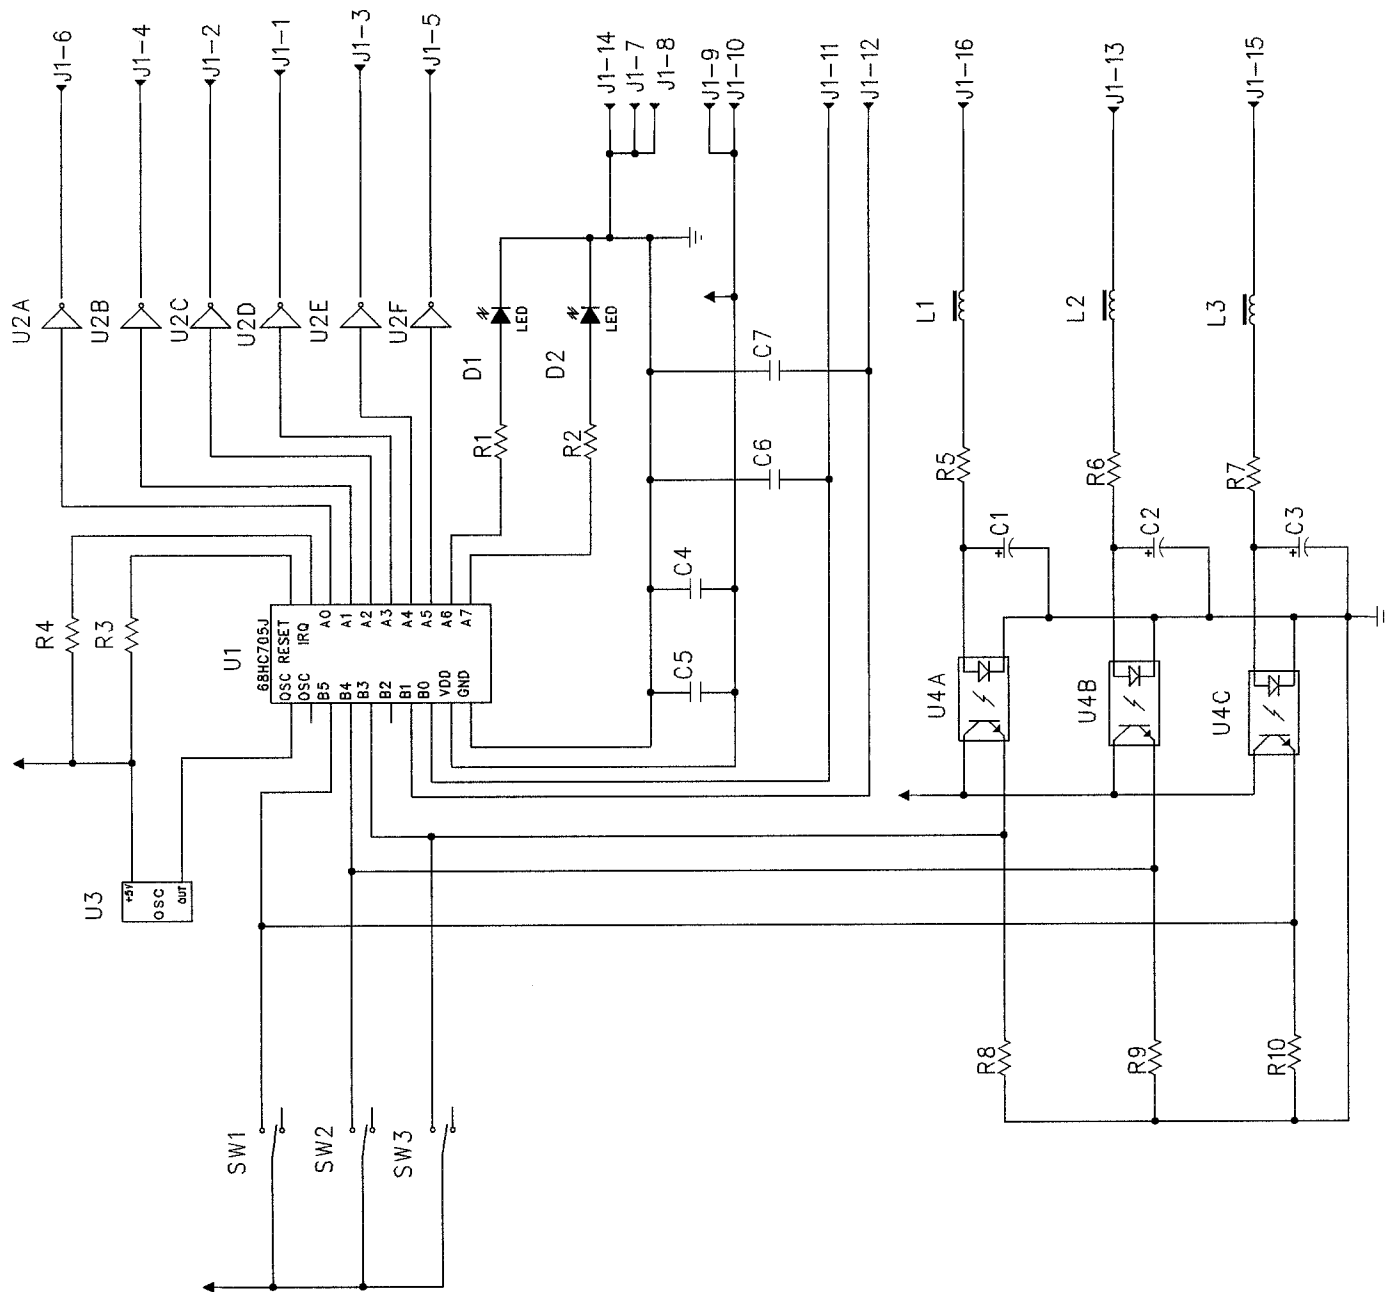 J1-6
J1-4
J1-2
J1-1
J1-3
J1-5
J1-14
J1-7
J1-8
J1-9
J1-10
J1-11
J1-12
J1-16
J1-13
J1-15
U2A
U2B
U2C
U2D
U2E
U2F
D1
LED
D2
LED
R1
R2
C7
C6
C4
C5
L1
L2
L3
R5
R6
R7
C1
C2
C3
R4
R3
U1
68HC705J
OSC RESET
OSC IRQ
B5 A0
B4 A1
B3 A2
B2 A3
B1 A4
B0 A5
VDD A6
GND A7
U4A
U4B
U4C
U3
+5V
OSC
OUT
R8
R9
R10
SW1
SW2
SW3